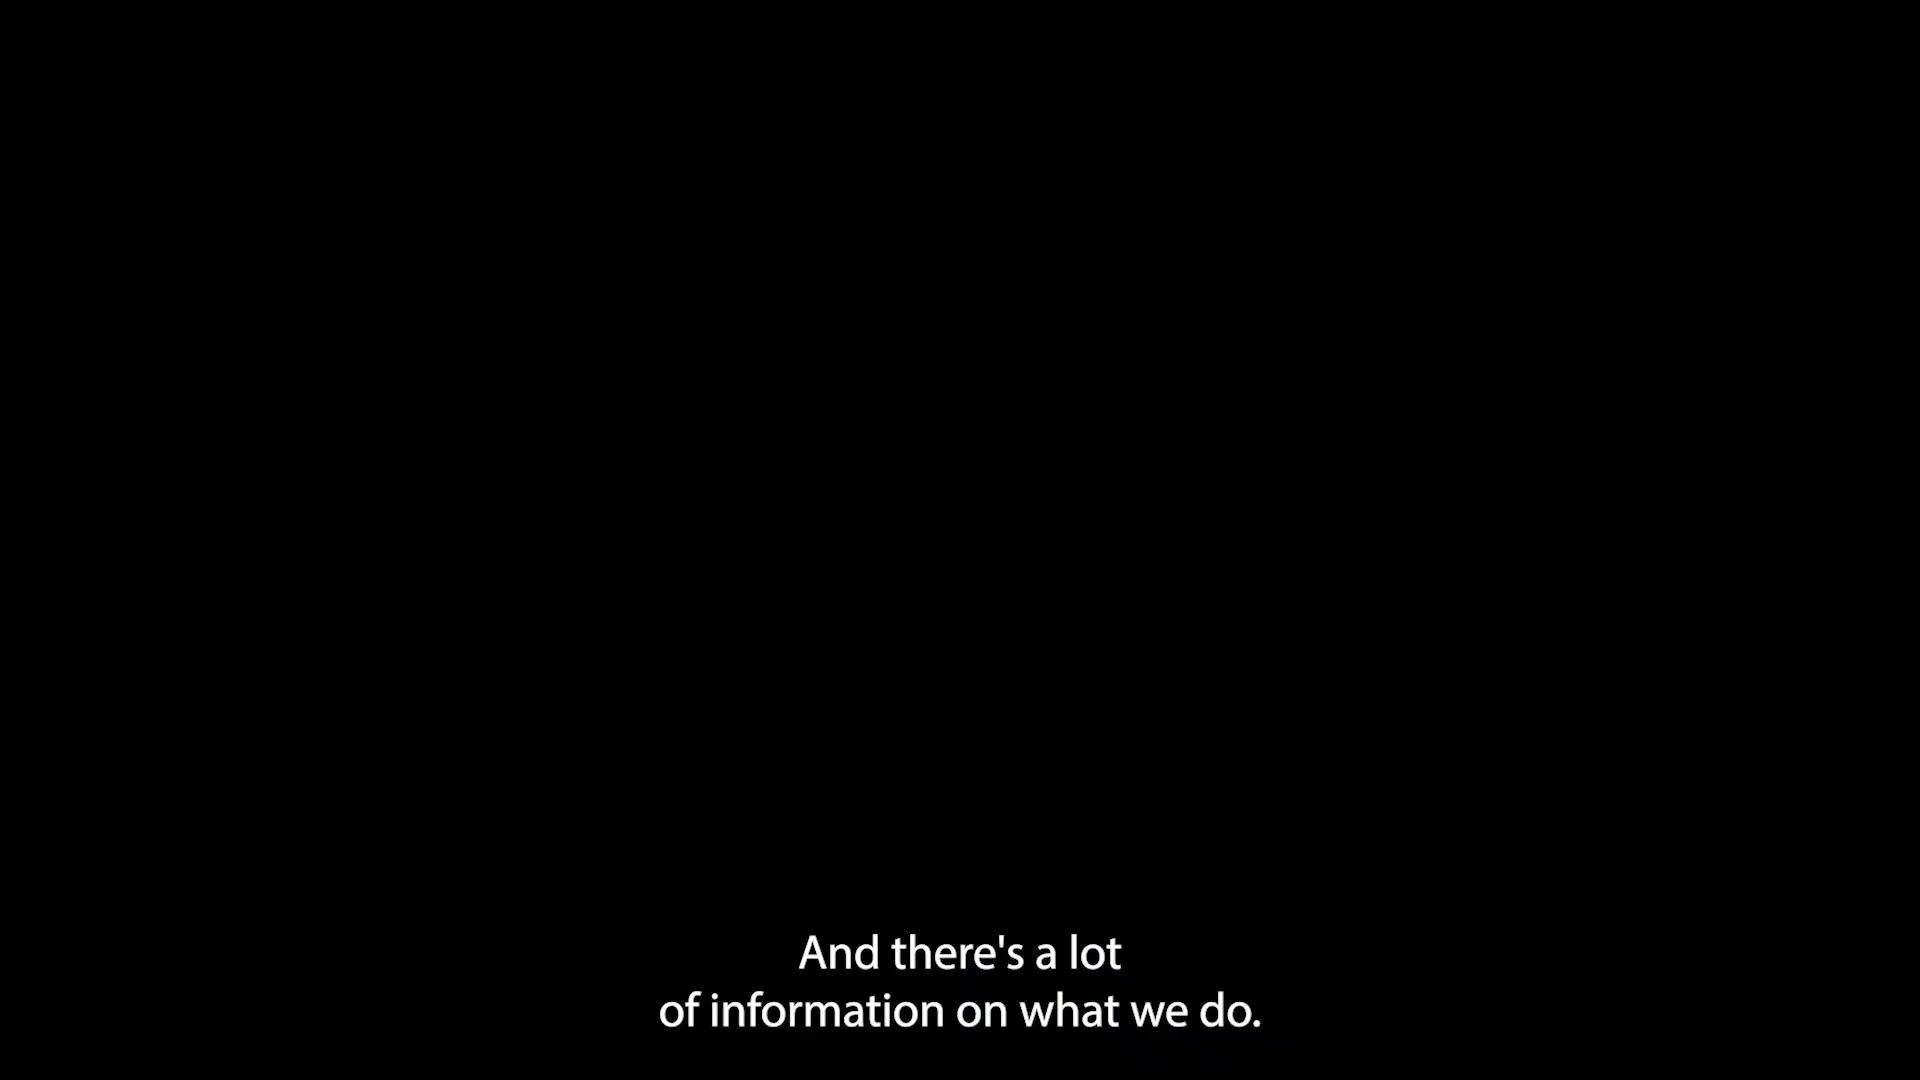 And there's a lot
of information on what we do.